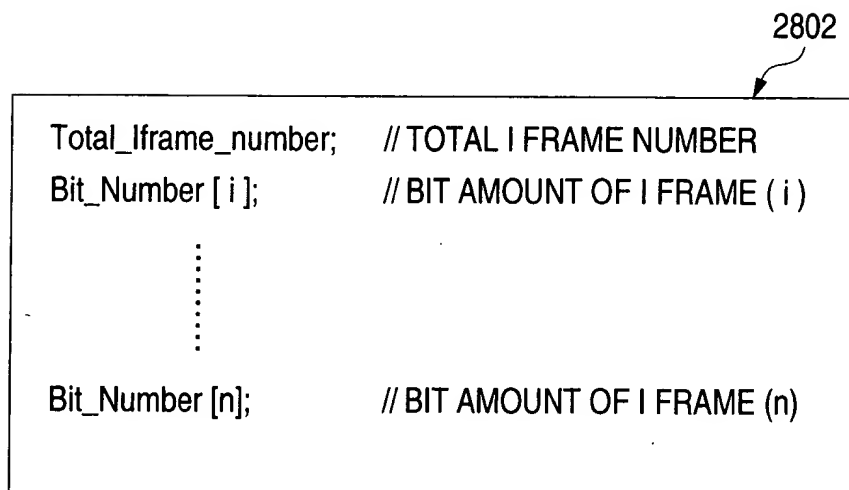 2802
Total_Iframe_number; // TOTAL I FRAME NUMBER
Bit_Number [ i ]; // BIT AMOUNT OF I FRAME ( i )
Bit_Number [n]; // BIT AMOUNT OF I FRAME (n)